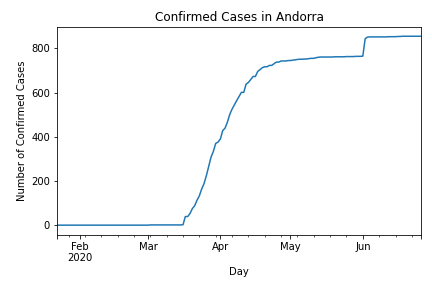 Confirmed Cases in Andorra
Number of Confirmed Cases
800
600
400
200
0
Feb
2020
Mar
Apr
May
Jun
Day